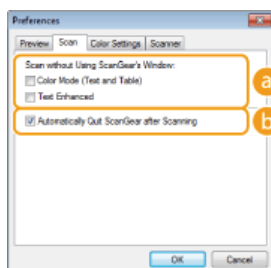 Preferences
Preview Scan Color Settings Scanner
Scan without Using ScanGear's Window:
Color Mode (Text and Table)
Text Enhanced
a
Automatically Quit ScanGear after Scanning
b
OK Cancel